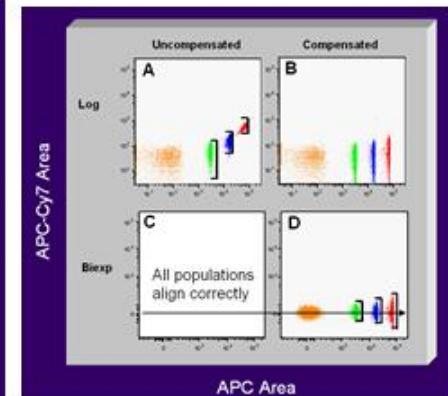 Uncompensated
Compensated
A
B
Log
APC-Cy7 Area
C
D
Biexp
All populations
align correctly
APC Area